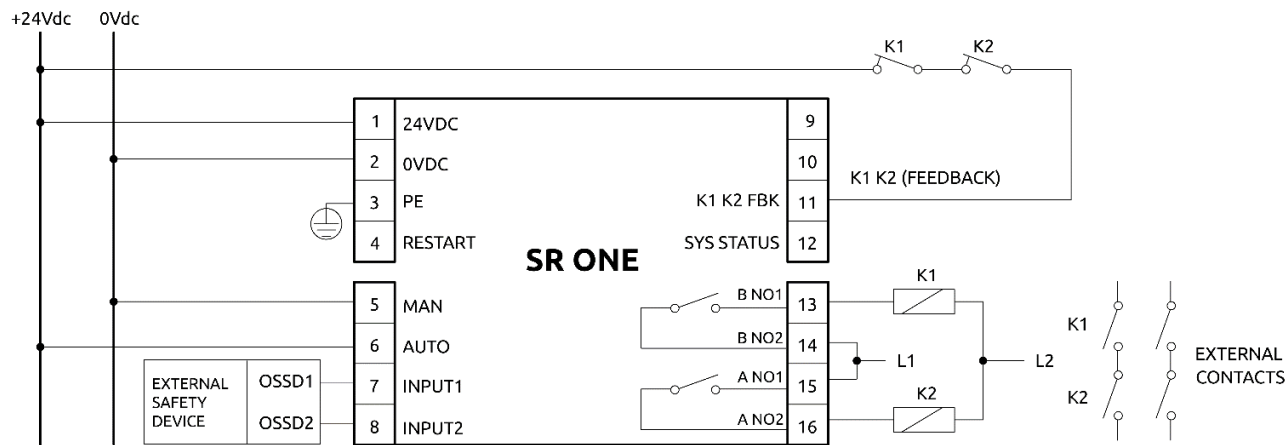 +24Vdc 0Vdc
K1 K2
1 24VDC 9
2 0VDC 10
K1 K2 (FEEDBACK)
3 PE K1 K2 FBK 11
4 RESTART SYS STATUS 12
SR ONE
K1
5 MAN B NO1 13
6 AUTO B NO2 14
L1 L2
7 INPUT1 A NO1 15
K2
8 INPUT2 A NO2 16
EXTERNAL
SAFETY
DEVICE
OSSD1
OSSD2
K1
K2
EXTERNAL
CONTACTS